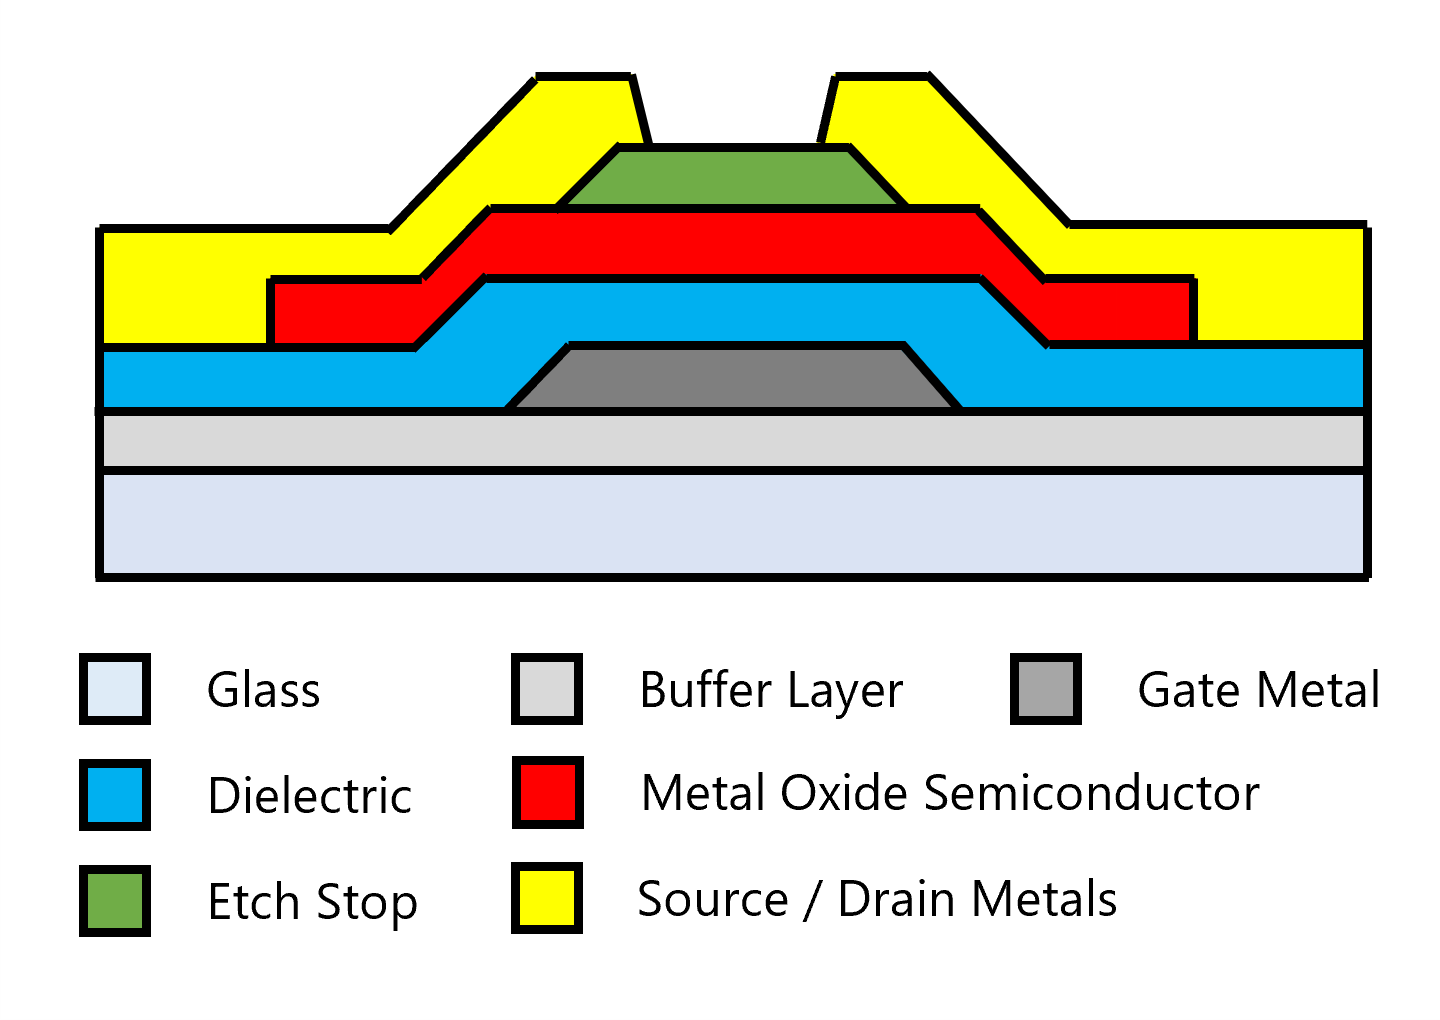 Glass
Buffer Layer
Gate Metal
Dielectric
Metal Oxide Semiconductor
Etch Stop
Source / Drain Metals